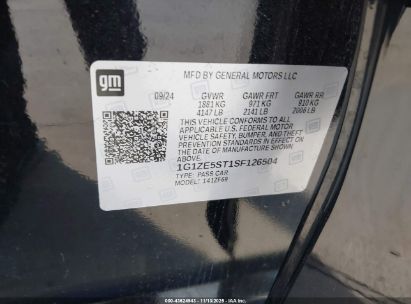 gm
MFD BY GENERAL MOTORS LLC
09/24 GVWR GAWR FRT GAWR RR
1881 KG 971 KG 910 KG
4147 LB 2141 LB 2006 LB
THIS VEHICLE CONFORMS TO ALL
APPLICABLE U.S. FEDERAL MOTOR
VEHICLE SAFETY, BUMPER, AND THEFT
PREVENTION STANDARDS IN EFFECT
ON THE DATE OF MANUFACTURE
SHOWN ABOVE.
1G1ZE5ST1SF126504
TYPE: PASS CAR
MODEL: 141ZF69